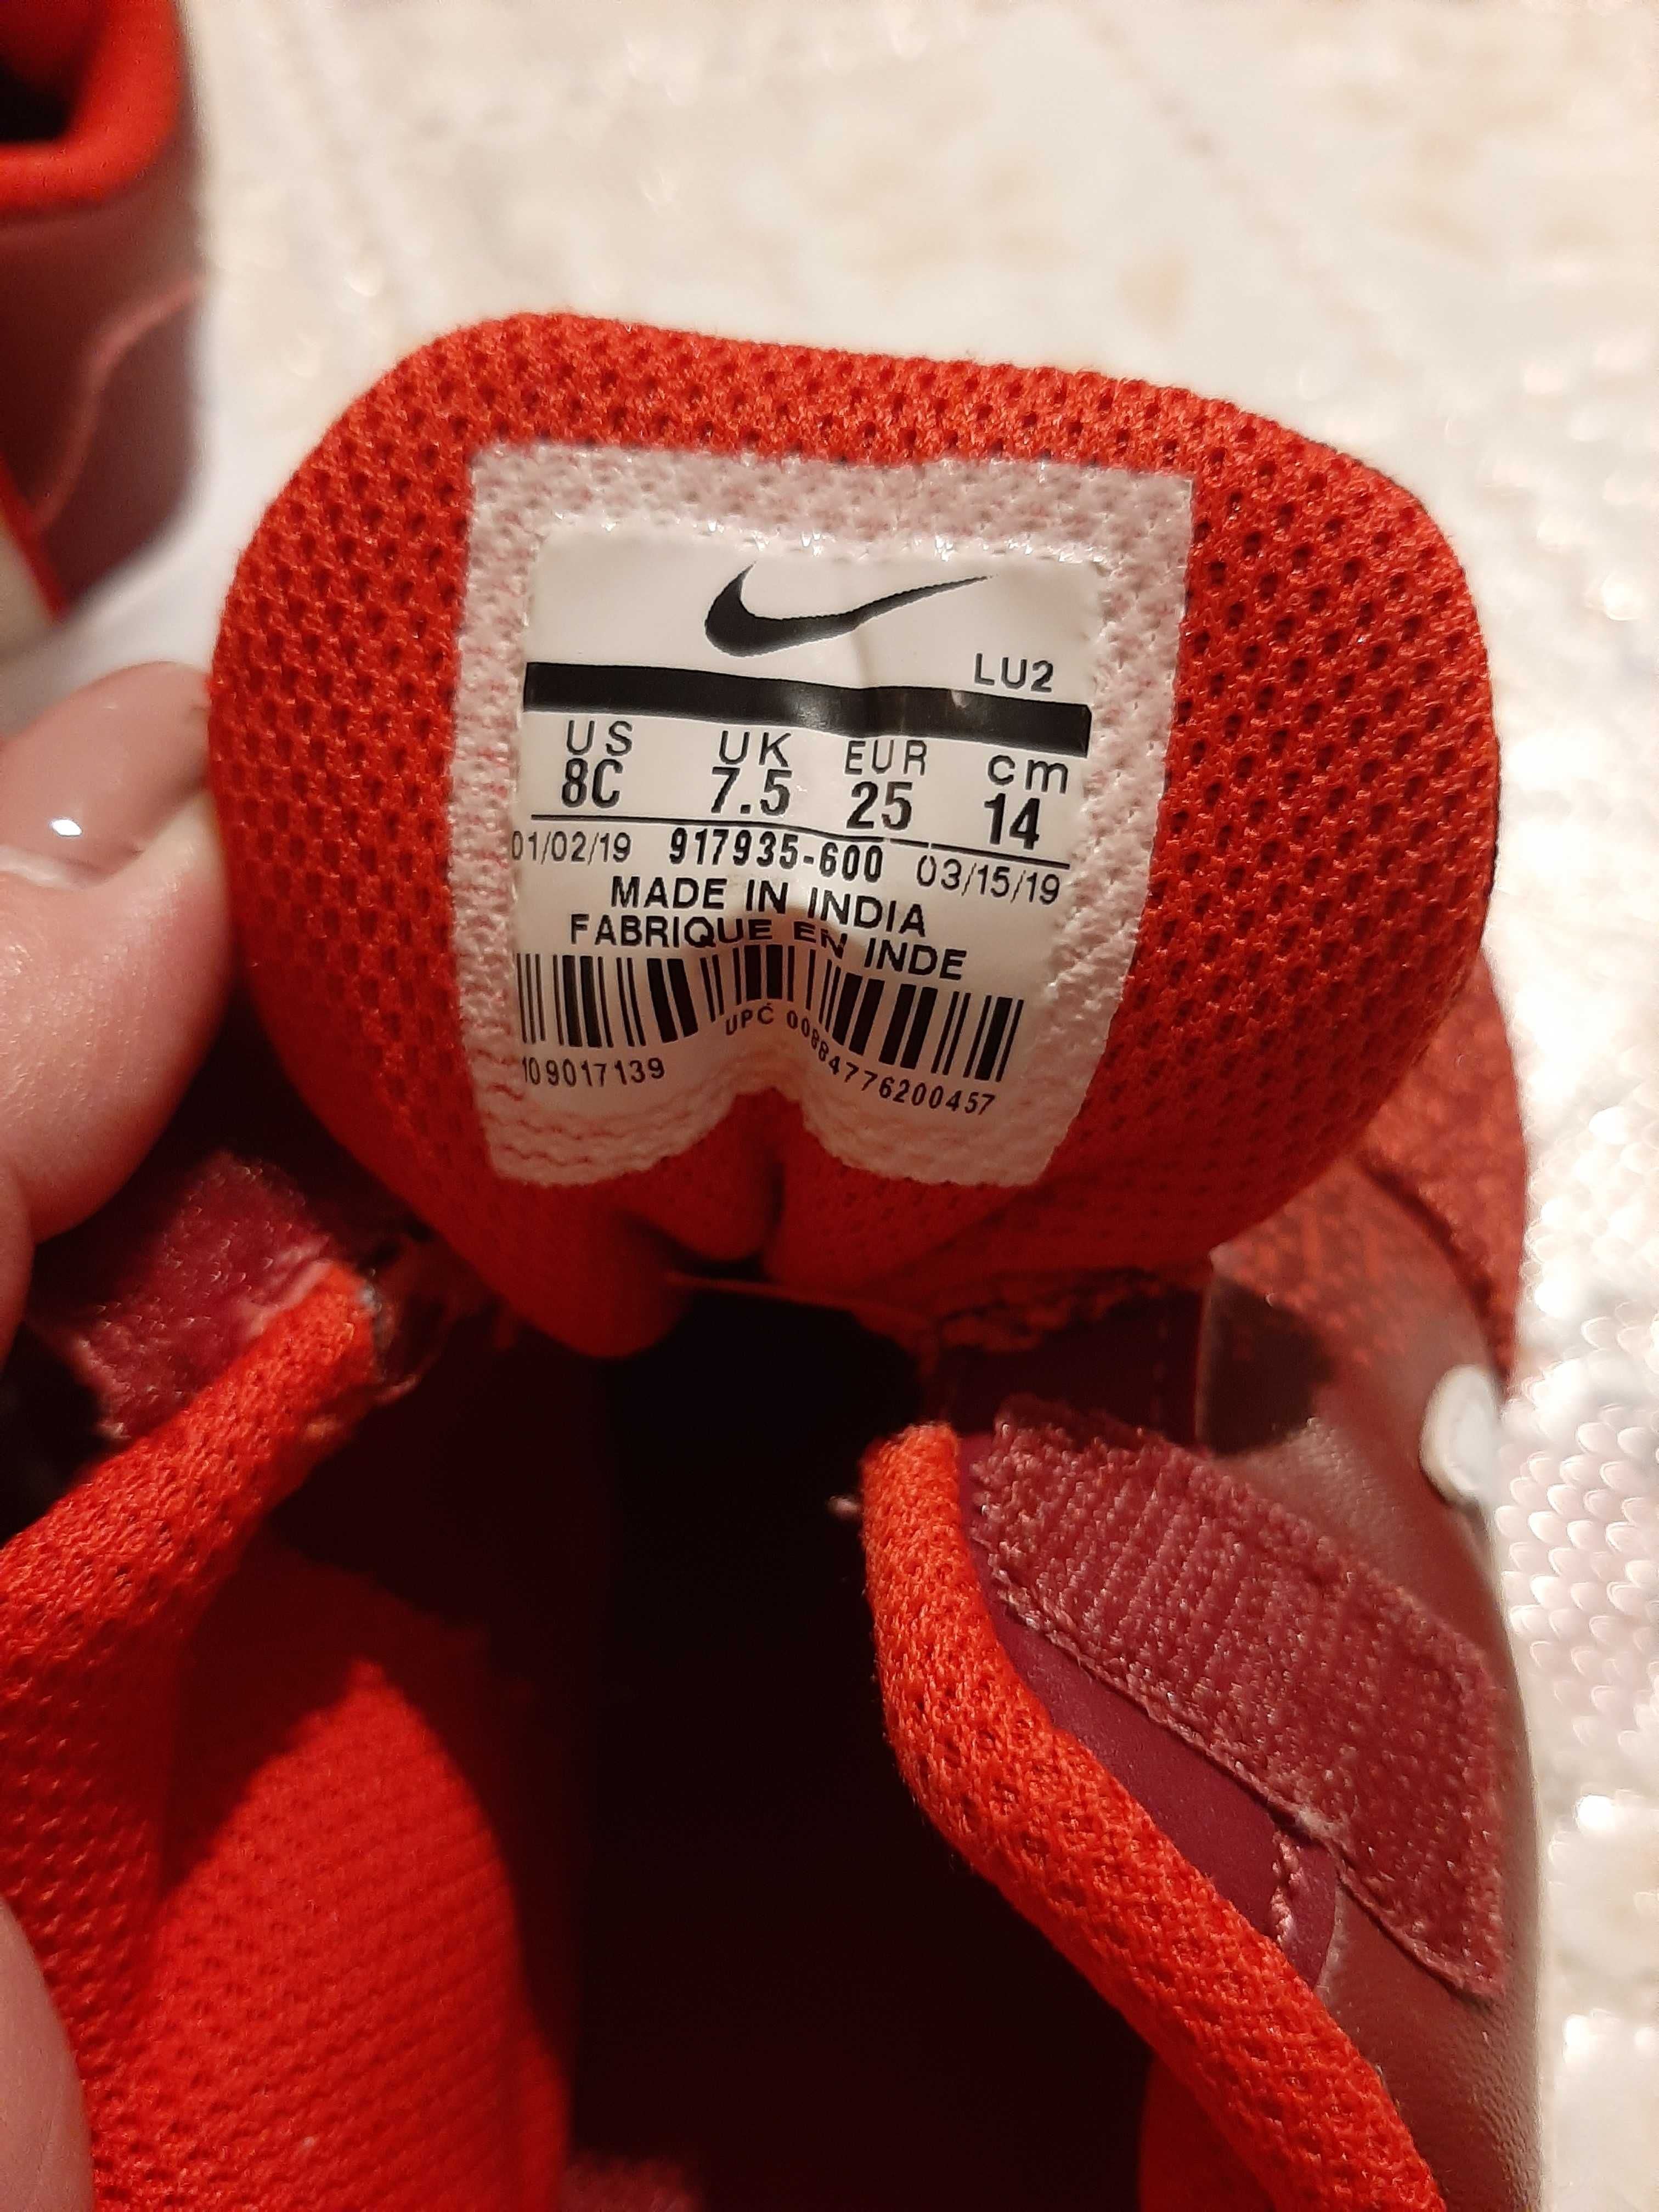 LU2
US UK EUR cm
8C 7.5 25 14
01/02/19 917935-600 03/15/19
MADE IN INDIA
FABRIQUE EN INDE
UPC 00884776200457
109017139